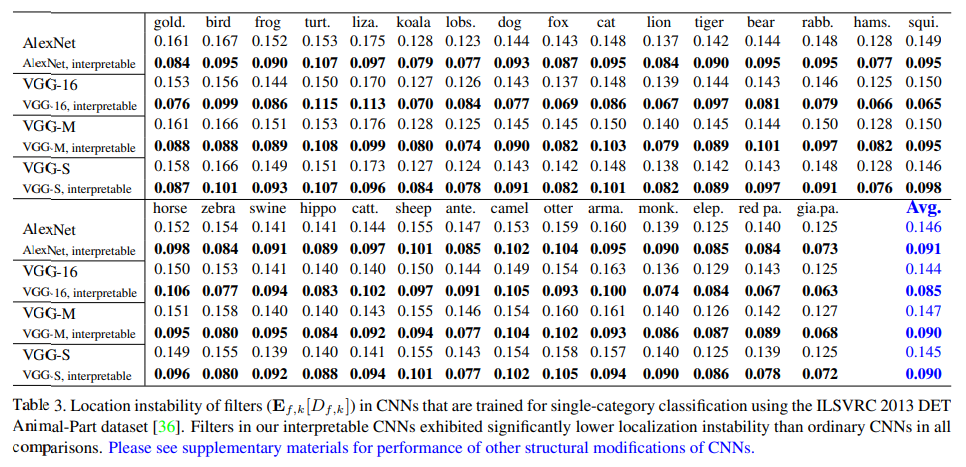 gold. bird frog turt. liza. koala lobs. dog fox cat lion tiger bear rabb. hams. squi.
AlexNet 0.161 0.167 0.152 0.153 0.175 0.128 0.123 0.144 0.143 0.148 0.137 0.142 0.144 0.148 0.128 0.149
AlexNet, interpretable 0.084 0.095 0.090 0.107 0.097 0.079 0.077 0.093 0.087 0.095 0.084 0.090 0.095 0.095 0.077 0.095
VGG-16 0.153 0.156 0.144 0.150 0.170 0.127 0.126 0.143 0.137 0.148 0.139 0.144 0.143 0.146 0.125 0.150
VGG-16, interpretable 0.076 0.099 0.086 0.115 0.113 0.070 0.084 0.077 0.069 0.086 0.067 0.097 0.081 0.079 0.066 0.065
VGG-M 0.161 0.166 0.151 0.153 0.176 0.128 0.125 0.145 0.145 0.150 0.140 0.145 0.144 0.150 0.128 0.150
VGG-M, interpretable 0.088 0.088 0.089 0.108 0.099 0.080 0.074 0.090 0.082 0.103 0.079 0.089 0.101 0.097 0.082 0.095
VGG-S 0.158 0.166 0.149 0.151 0.173 0.127 0.124 0.143 0.142 0.148 0.138 0.142 0.143 0.148 0.128 0.146
VGG-S, interpretable 0.087 0.101 0.093 0.107 0.096 0.084 0.078 0.091 0.082 0.101 0.082 0.089 0.097 0.091 0.076 0.098
horse zebra swine hippo catt. sheep ante. camel otter arma. monk. elep. red pa. gia.pa. Avg.
AlexNet 0.152 0.154 0.141 0.141 0.144 0.155 0.147 0.153 0.159 0.160 0.139 0.125 0.140 0.125 0.146
AlexNet, interpretable 0.098 0.084 0.091 0.089 0.097 0.101 0.085 0.102 0.104 0.095 0.090 0.085 0.084 0.073 0.091
VGG-16 0.150 0.153 0.141 0.140 0.140 0.150 0.144 0.149 0.154 0.163 0.136 0.129 0.143 0.125 0.144
VGG-16, interpretable 0.106 0.077 0.094 0.083 0.102 0.097 0.091 0.105 0.093 0.100 0.074 0.084 0.067 0.063 0.085
VGG-M 0.151 0.158 0.140 0.140 0.143 0.155 0.146 0.154 0.160 0.161 0.140 0.126 0.142 0.127 0.147
VGG-M, interpretable 0.095 0.080 0.095 0.084 0.092 0.094 0.077 0.104 0.102 0.093 0.086 0.087 0.089 0.068 0.090
VGG-S 0.149 0.155 0.139 0.140 0.141 0.155 0.143 0.154 0.158 0.157 0.140 0.125 0.139 0.125 0.145
VGG-S, interpretable 0.096 0.080 0.092 0.088 0.094 0.101 0.077 0.102 0.105 0.094 0.090 0.086 0.078 0.072 0.090
Table 3. Location instability of filters (E_{f,k}[D_{f,k}]) in CNNs that are trained for single-category classification using the ILSVRC 2013 DET
Animal-Part dataset [36]. Filters in our interpretable CNNs exhibited significantly lower localization instability than ordinary CNNs in all
comparisons. Please see supplementary materials for performance of other structural modifications of CNNs.